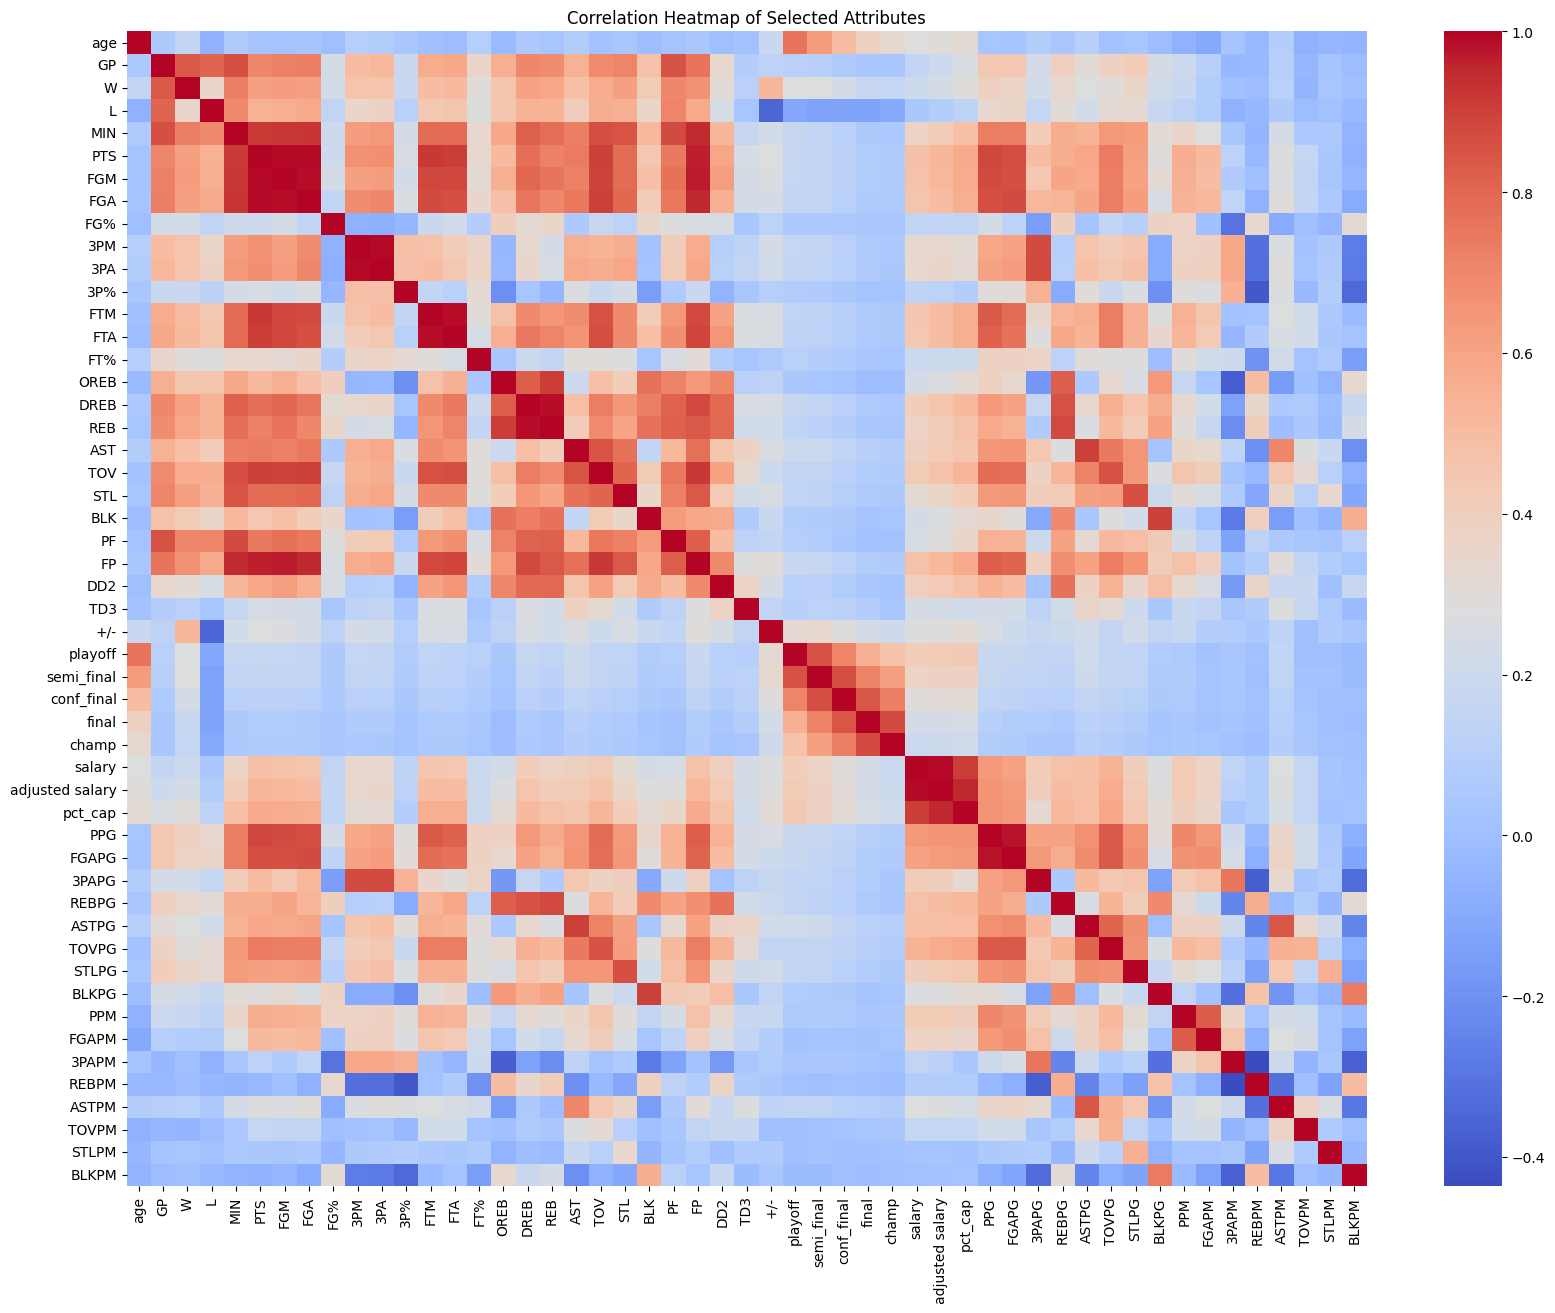 Correlation Heatmap of Selected Attributes
age
GP
W
L
MIN
PTS
FGM
FGA
FG%
3PM
3PA
3P%
FTM
FTA
FT%
OREB
DREB
REB
AST
TOV
STL
BLK
PF
FP
DD2
TD3
+/-
playoff
semi_final
conf_final
final
champ
salary
adjusted salary
pct_cap
PPG
FGAPG
3PAPG
REBPG
ASTPG
TOVPG
STLPG
BLKPG
PPM
FGAPM
3PAPM
REBPM
ASTPM
TOVPM
STLPM
BLKPM
age
GP
W
L
MIN
PTS
FGM
FGA
FG%
3PM
3PA
3P%
FTM
FTA
FT%
OREB
DREB
REB
AST
TOV
STL
BLK
PF
FP
DD2
TD3
+/-
playoff
semi_final
conf_final
final
champ
salary
adjusted salary
pct_cap
PPG
FGAPG
3PAPG
REBPG
ASTPG
TOVPG
STLPG
BLKPG
PPM
FGAPM
3PAPM
REBPM
ASTPM
TOVPM
STLPM
BLKPM
1.0
0.8
0.6
0.4
0.2
0.0
−0.2
−0.4